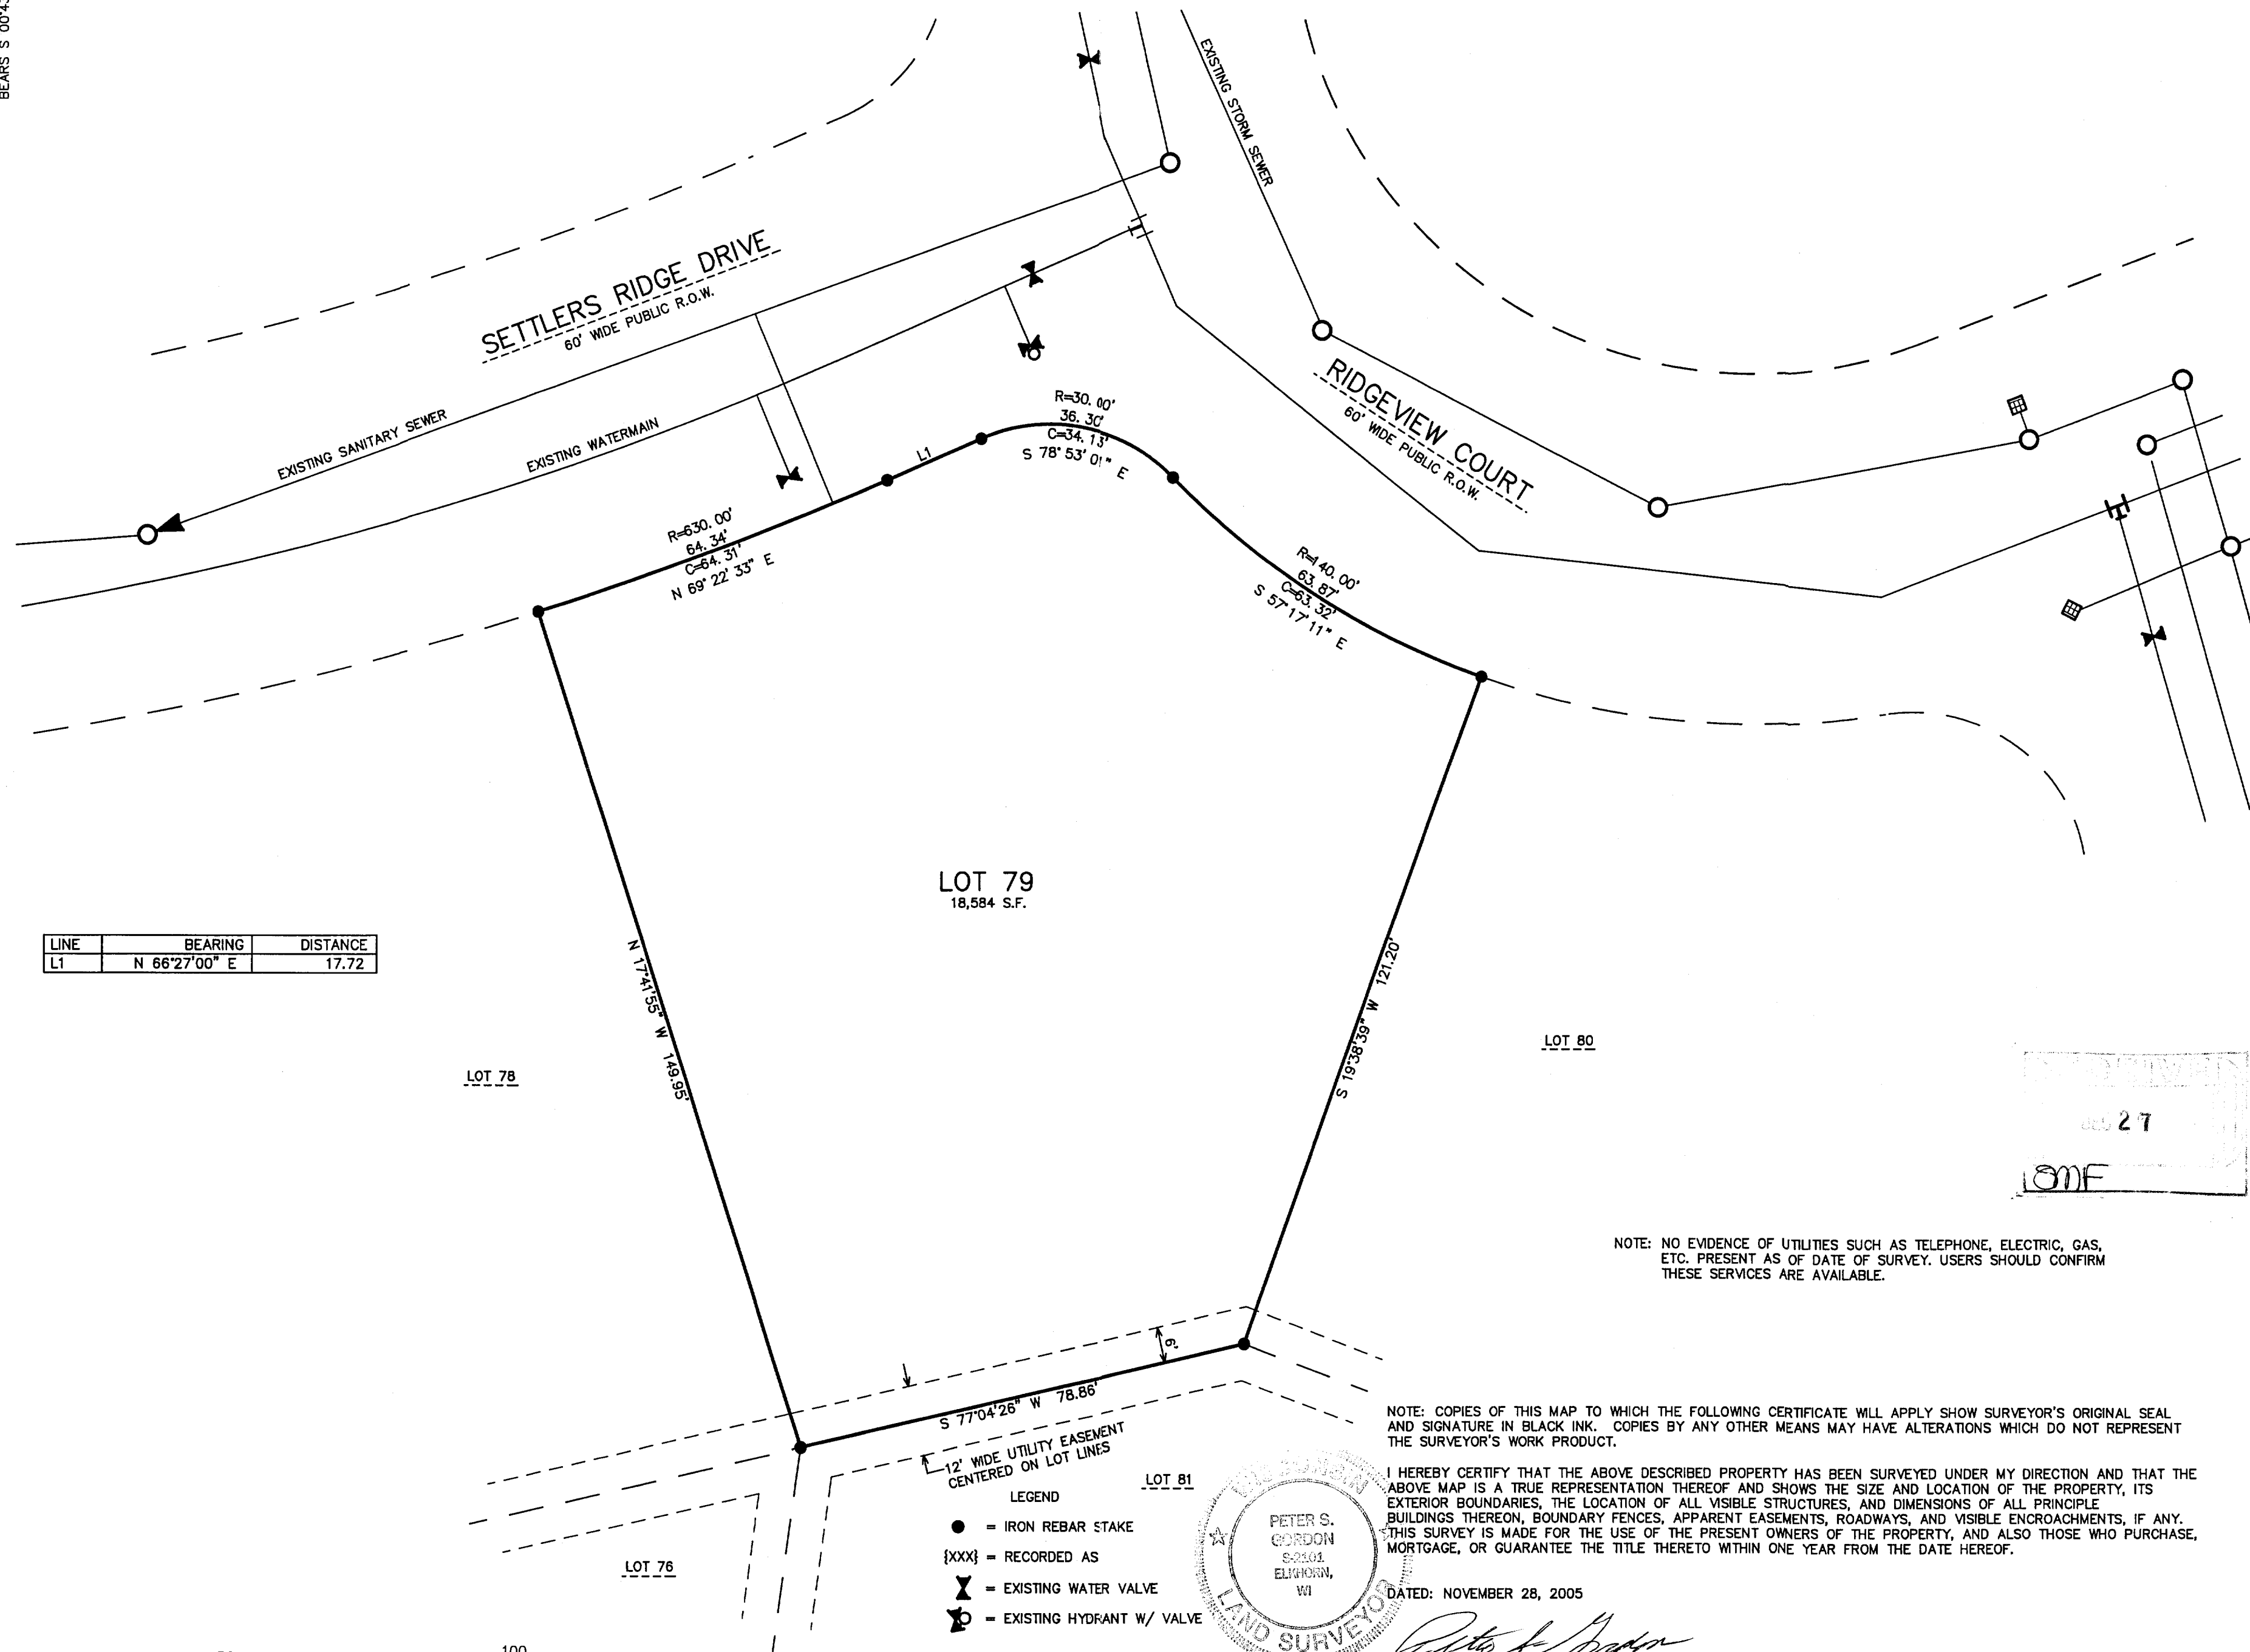 BEARS S 00°4
EXISTING STORM SEWER
SETTLERS RIDGE DRIVE
60' WIDE PUBLIC R.O.W.
EXISTING SANITARY SEWER
EXISTING WATERMAIN
RIDGEVIEW COURT
60' WIDE PUBLIC R.O.W.
R=30.00'
36.30'
C=34.13'
S 78°53'01" E
L1
R=630.00'
64.34'
C=64.31'
N 69°22'33" E
R=140.00'
63.87'
C=63.32'
S 57°17'11" E
LOT 79
18,584 S.F.
LINE BEARING DISTANCE
L1 N 66°27'00" E 17.72
N 17°41'55" W 149.95'
S 19°38'39" W 121.20'
LOT 78
LOT 80
27
NOTE: NO EVIDENCE OF UTILITIES SUCH AS TELEPHONE, ELECTRIC, GAS,
ETC. PRESENT AS OF DATE OF SURVEY. USERS SHOULD CONFIRM
THESE SERVICES ARE AVAILABLE.
6'
S 77°04'26" W 78.86'
12' WIDE UTILITY EASEMENT
CENTERED ON LOT LINES
LOT 81
LOT 76
LEGEND
= IRON REBAR STAKE
{XXX} = RECORDED AS
= EXISTING WATER VALVE
= EXISTING HYDRANT W/ VALVE
PETER S.
GORDON
S-2101
ELKHORN,
WI
LAND SURVEYOR
NOTE: COPIES OF THIS MAP TO WHICH THE FOLLOWING CERTIFICATE WILL APPLY SHOW SURVEYOR'S ORIGINAL SEAL
AND SIGNATURE IN BLACK INK. COPIES BY ANY OTHER MEANS MAY HAVE ALTERATIONS WHICH DO NOT REPRESENT
THE SURVEYOR'S WORK PRODUCT.
I HEREBY CERTIFY THAT THE ABOVE DESCRIBED PROPERTY HAS BEEN SURVEYED UNDER MY DIRECTION AND THAT THE
ABOVE MAP IS A TRUE REPRESENTATION THEREOF AND SHOWS THE SIZE AND LOCATION OF THE PROPERTY, ITS
EXTERIOR BOUNDARIES, THE LOCATION OF ALL VISIBLE STRUCTURES, AND DIMENSIONS OF ALL PRINCIPLE
BUILDINGS THEREON, BOUNDARY FENCES, APPARENT EASEMENTS, ROADWAYS, AND VISIBLE ENCROACHMENTS, IF ANY.
THIS SURVEY IS MADE FOR THE USE OF THE PRESENT OWNERS OF THE PROPERTY, AND ALSO THOSE WHO PURCHASE,
MORTGAGE, OR GUARANTEE THE TITLE THERETO WITHIN ONE YEAR FROM THE DATE HEREOF.
DATED: NOVEMBER 28, 2005
100